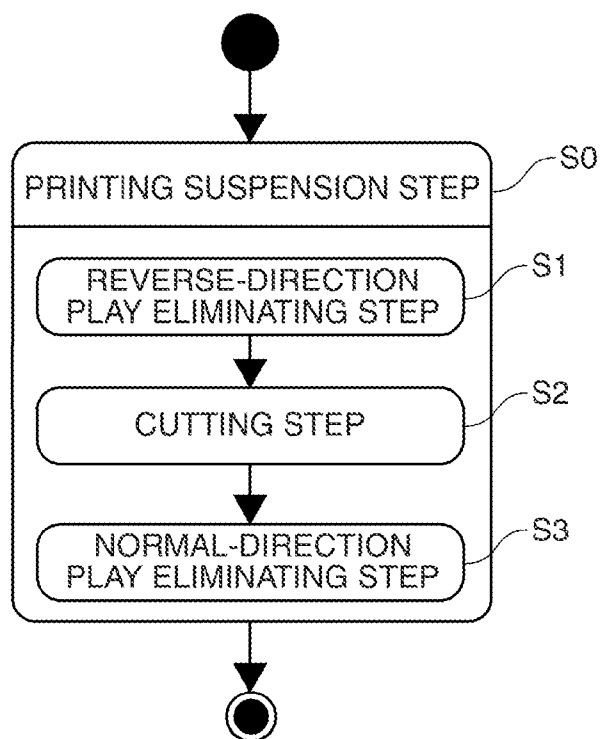 PRINTING SUSPENSION STEP
S0
REVERSE-DIRECTION
PLAY ELIMINATING STEP
S1
CUTTING STEP
S2
NORMAL-DIRECTION
PLAY ELIMINATING STEP
S3